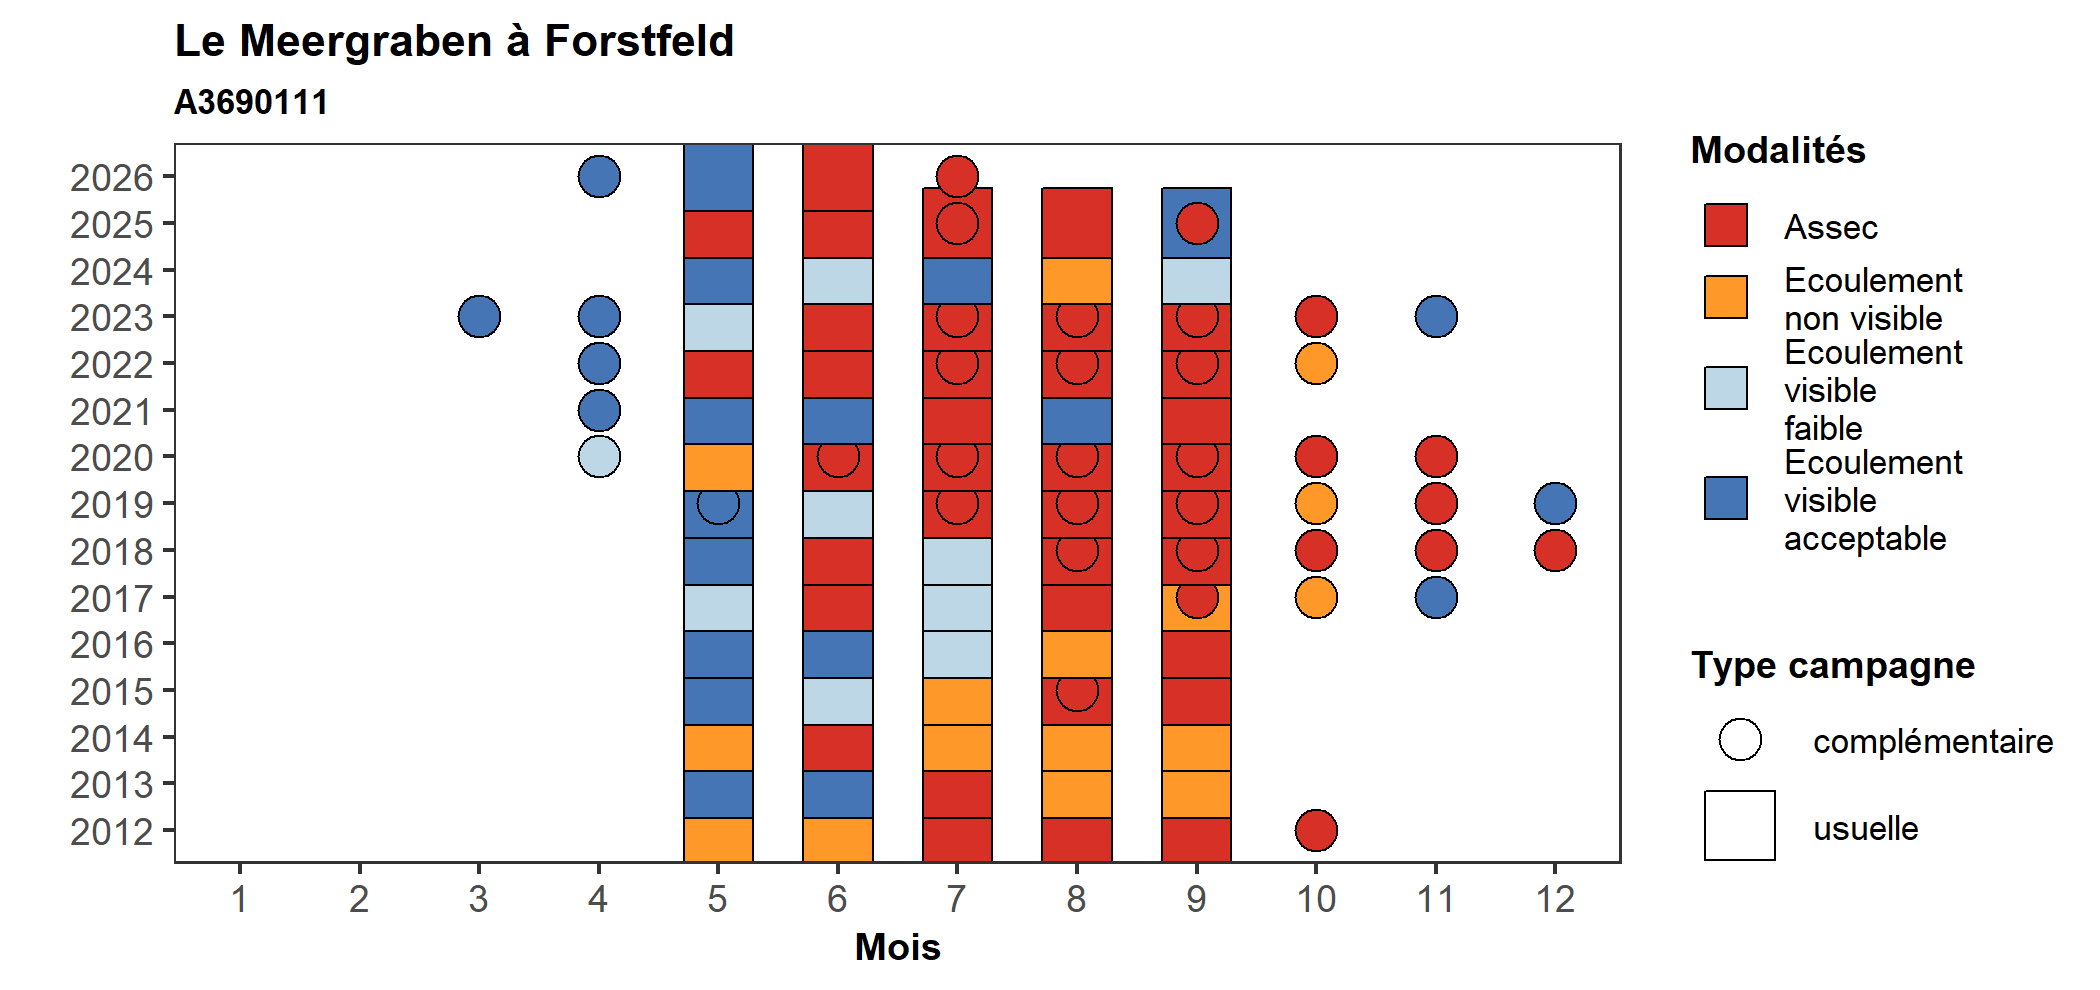 Le Meergraben à Forstfeld
A3690111
2026
2025
2024
2023
2022
2021
2020
2019
2018
2017
2016
2015
2014
2013
2012
1 2 3 4 5 6 7 8 9 10 11 12
Mois
Modalités
Assec
Ecoulement
non visible
Ecoulement
visible
faible
Ecoulement
visible
acceptable
Type campagne
complémentaire
usuelle